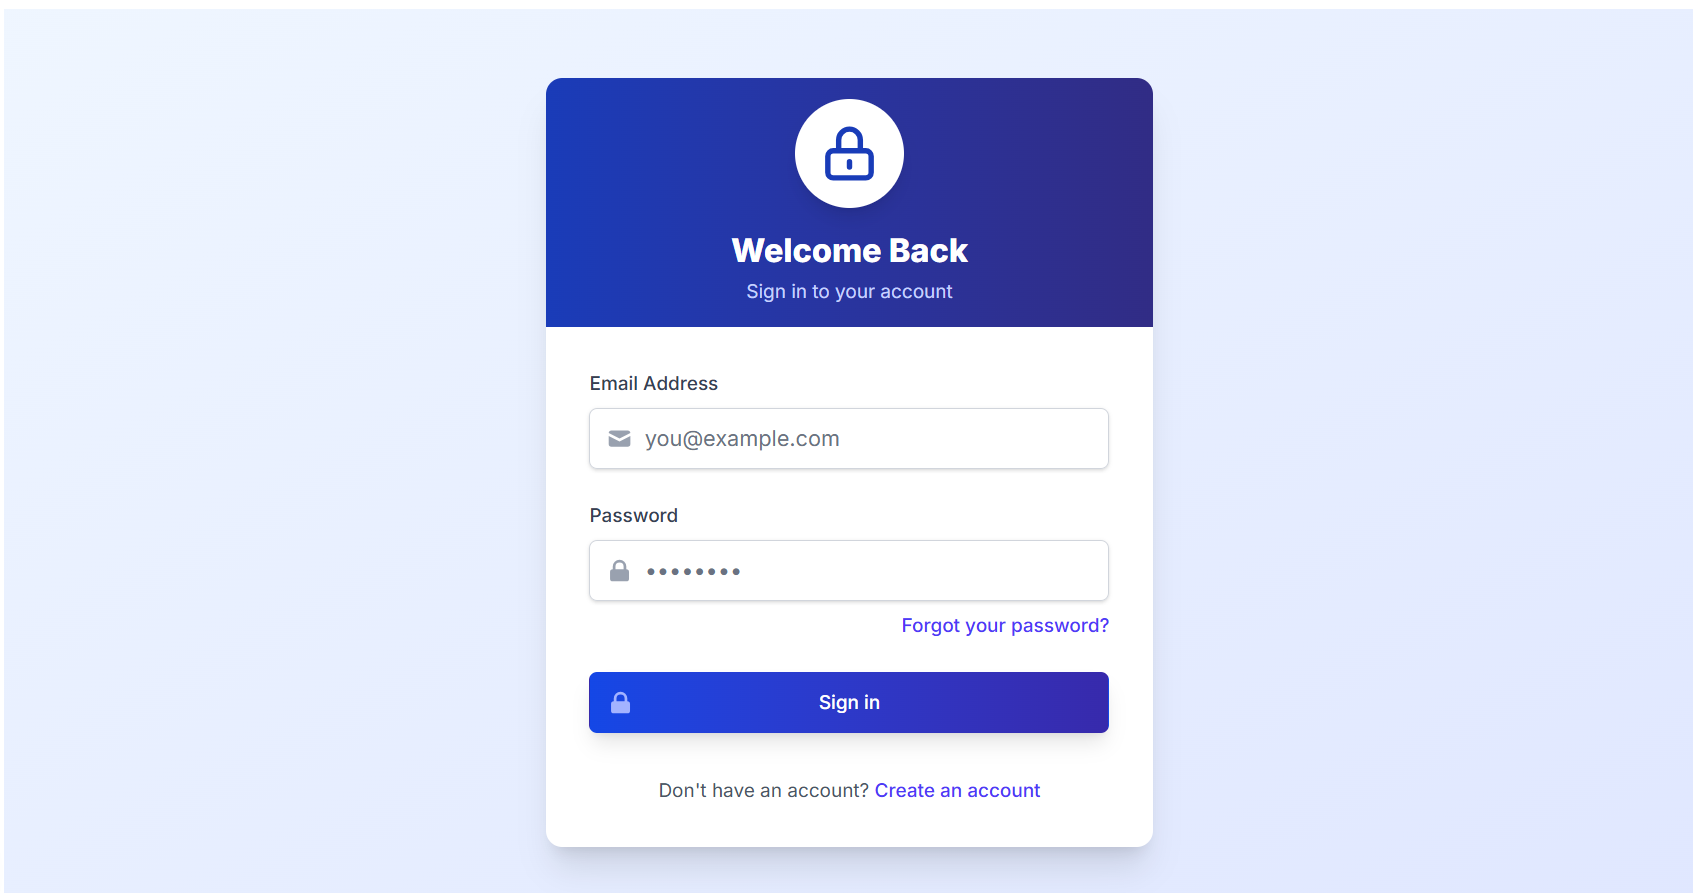 Welcome Back
Sign in to your account
Email Address
you@example.com
Password
••••••••
Forgot your password?
Sign in
Don't have an account? Create an account